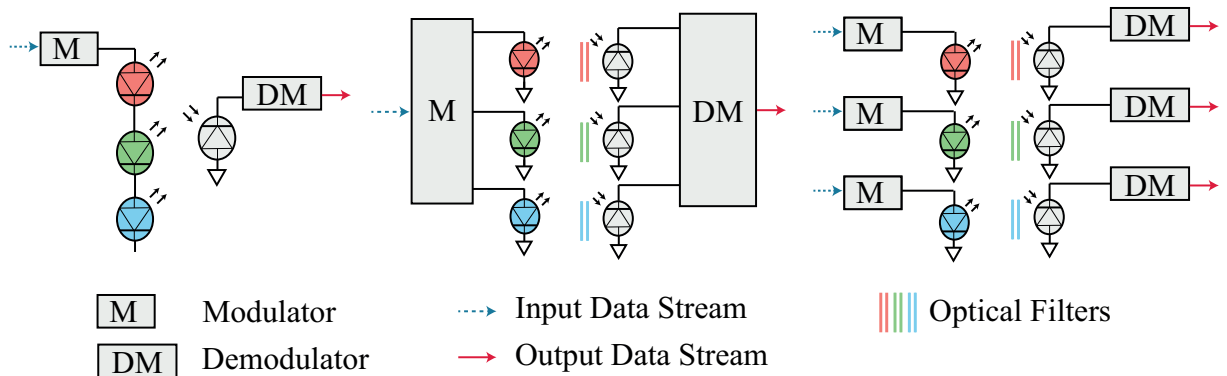 M
DM
M
DM
M
DM
M
DM
M
DM
M Modulator
Input Data Stream
Optical Filters
DM Demodulator
Output Data Stream